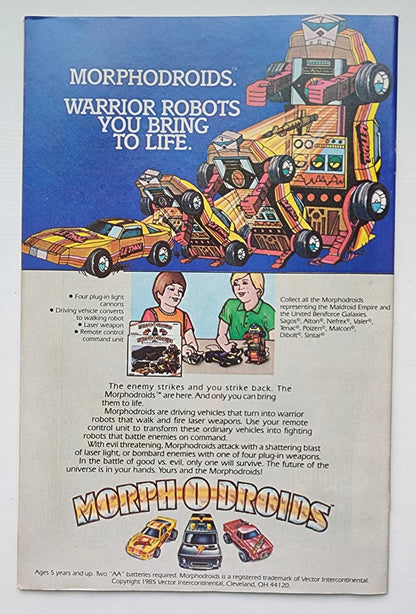 MORPHODROIDS.™
WARRIOR ROBOTS
YOU BRING
TO LIFE.
LETHAL
LETHAL
• Four plug-in light
cannons
• Driving vehicle converts
to walking robot
• Laser weapon
• Remote control
command unit
Collect all the Morphodroids
representing the Maldroid Empire and
the United Beniforce Galaxies.
Sagos®, Alton®, Nefrex®, Valer®,
Tenac®, Poizen®, Malcon®,
Dibolt®, Sintar®
The enemy strikes and you strike back. The
Morphodroids™ are here. And only you can bring
them to life.
Morphodroids are driving vehicles that turn into warrior
robots that walk and fire laser weapons. Use your remote
control unit to transform these ordinary vehicles into fighting
robots that battle enemies on command.
With evil threatening, Morphodroids attack with a shattering blast
of laser light, or bombard enemies with one of four plug-in weapons.
In the battle of good vs. evil, only one will survive. The future of the
universe is in your hands. Yours and the Morphodroids!
MORPH-O-DROIDS
Ages 5 years and up. Two "AA" batteries required. Morphodroids is a registered trademark of Vector Intercontinental.
Copyright 1985 Vector Intercontinental, Cleveland, OH 44120.